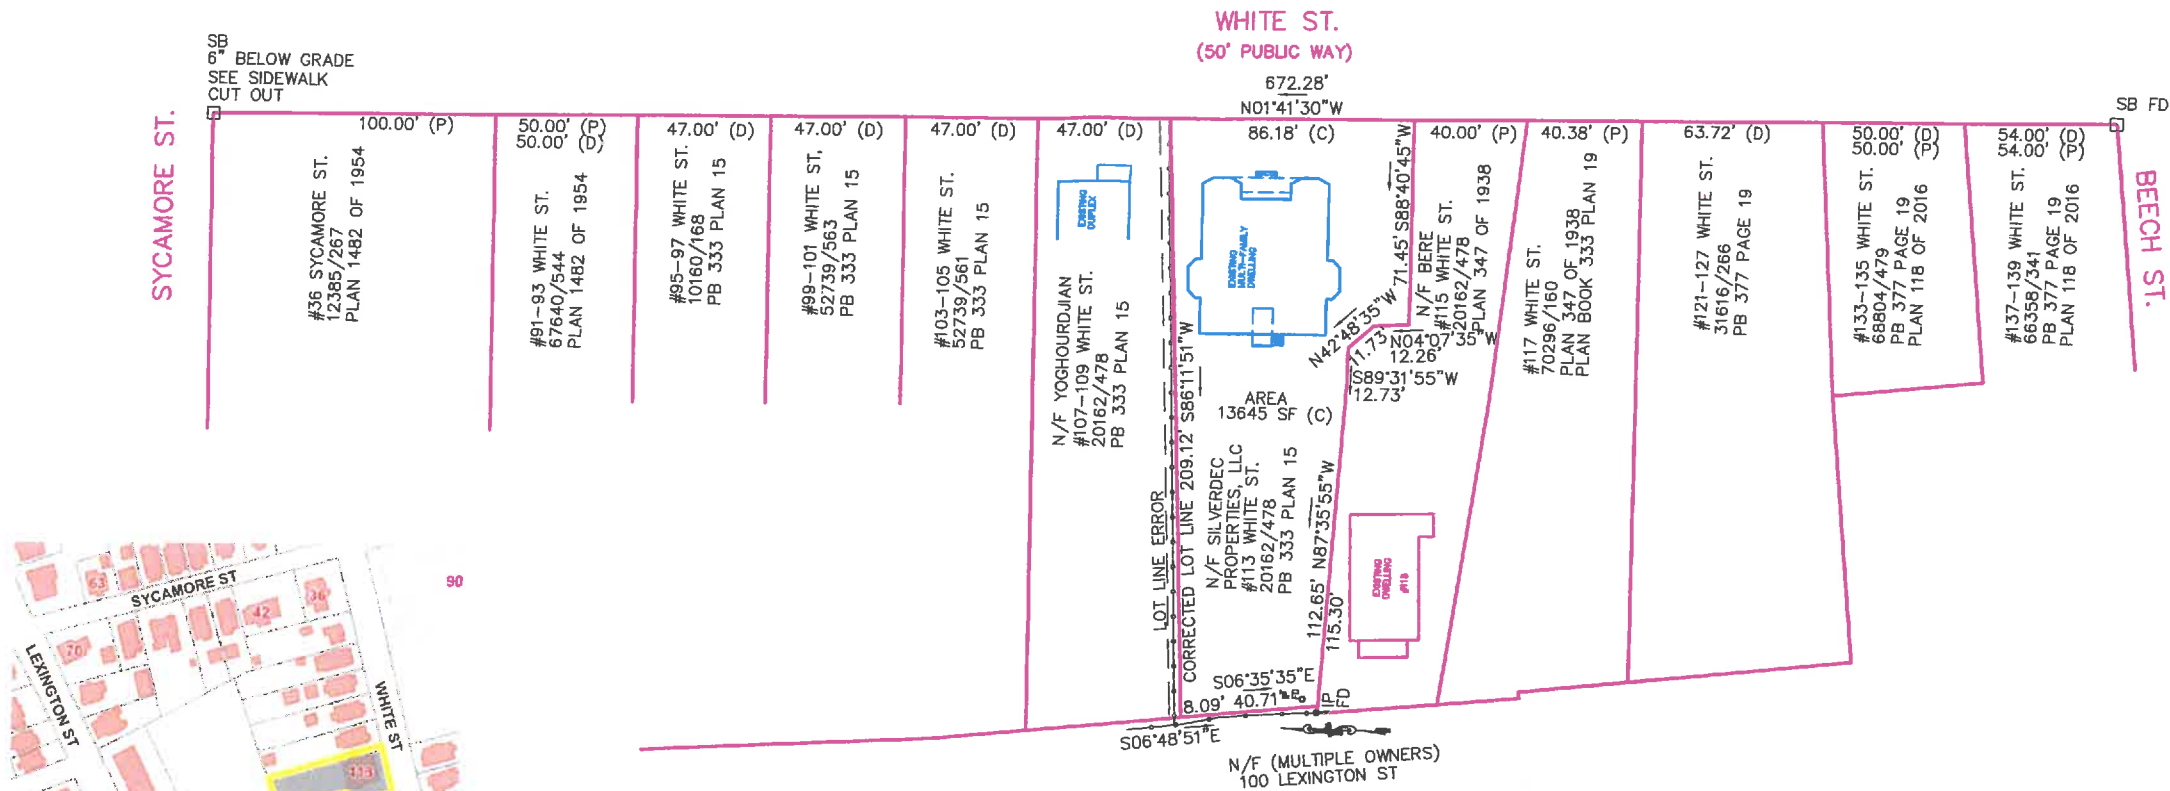 WHITE ST.
(50' PUBLIC WAY)
672.28'
N01°41'30"W
SB
6" BELOW GRADE
SEE SIDEWALK
CUT OUT
SB FD
SYCAMORE ST.
BEECH ST.
100.00' (P)
50.00' (P)
50.00' (D)
47.00' (D)
47.00' (D)
47.00' (D)
47.00' (D)
86.18' (C)
40.00' (P)
40.38' (P)
63.72' (D)
50.00' (D)
50.00' (P)
54.00' (D)
54.00' (P)
#36 SYCAMORE ST.
12385/267
PLAN 1482 OF 1954
#91-93 WHITE ST.
67640/544
PLAN 1482 OF 1954
#95-97 WHITE ST.
10160/168
PB 333 PLAN 15
#99-101 WHITE ST,
52739/563
PB 333 PLAN 15
#103-105 WHITE ST.
52739/561
PB 333 PLAN 15
EXISTING
DUPLEX
N/F YOGHOURDJIAN
#107-109 WHITE ST.
20162/478
PB 333 PLAN 15
LOT LINE ERROR
CORRECTED LOT LINE 209.12' S86°11'51"W
EXISTING
MULTI-FAMILY
DWELLING
AREA
13645 SF (C)
N/F SILVERDEC
PROPERTIES, LLC
#113 WHITE ST.
20162/478
PB 333 PLAN 15
71.45' S88°40'45"W
N42°48'35"W
11.73'
N04°07'35"W
12.26'
S89°31'55"W
12.73'
112.65' N87°35'55"W
115.30'
N/F BERE
#115 WHITE ST.
20162/478
PLAN 347 OF 1938
EXISTING
DWELLING
#117 WHITE ST.
70296/160
PLAN 347 OF 1938
PLAN BOOK 333 PLAN 19
#121-127 WHITE ST.
31616/266
PB 377 PAGE 19
#133-135 WHITE ST.
68804/479
PB 377 PAGE 19
PLAN 118 OF 2016
#137-139 WHITE ST.
66358/341
PB 377 PAGE 19
PLAN 118 OF 2016
S06°35'35"E
8.09' 40.71'
IP
FD
S06°48'51"E
N/F (MULTIPLE OWNERS)
100 LEXINGTON ST
90
SYCAMORE ST
LEXINGTON ST
WHITE ST
63
42
36
70
113